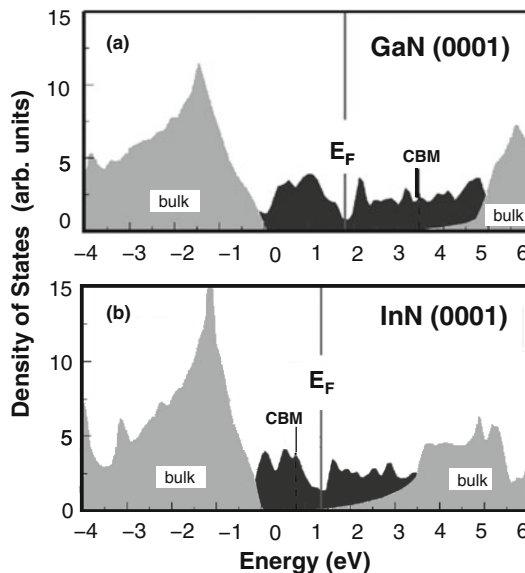 Density of States (arb. units)
15
(a)
GaN (0001)
10
E_F
CBM
5
bulk
bulk
0
−4 −3 −2 −1 0 1 2 3 4 5 6
15
(b)
InN (0001)
10
E_F
CBM
5
bulk
bulk
0
−4 −3 −2 −1 0 1 2 3 4 5 6
Energy (eV)